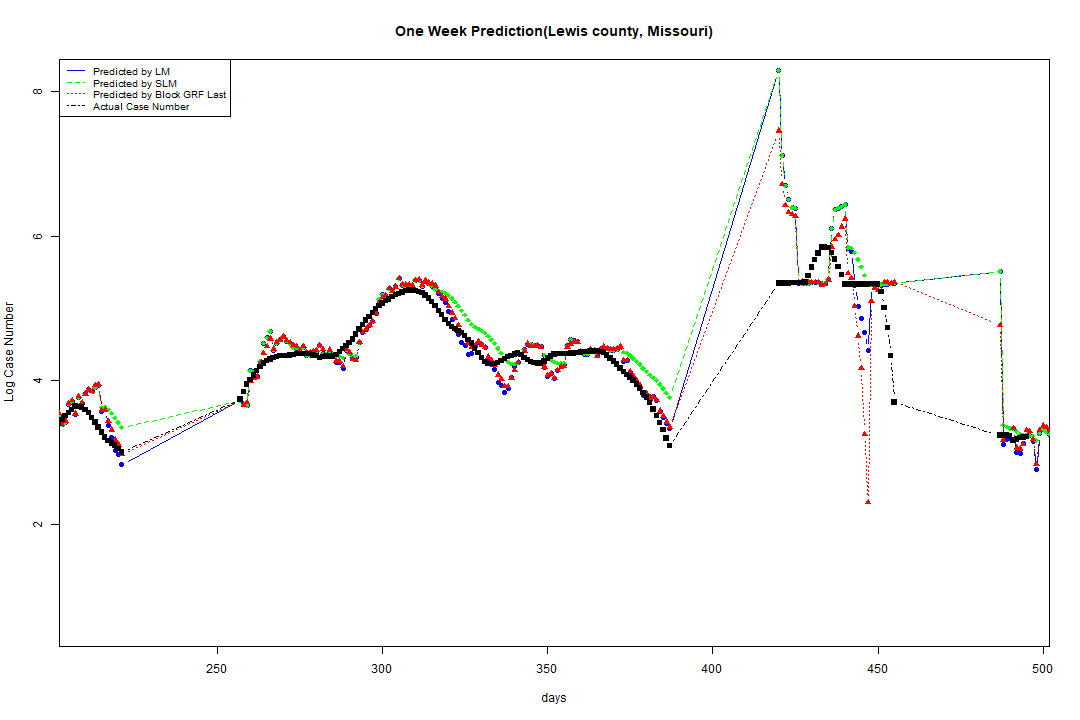 One Week Prediction(Lewis county, Missouri)
Predicted by LM
Predicted by SLM
Predicted by Block GRF Last
Actual Case Number
8
6
4
2
Log Case Number
250 300 350 400 450 500
days